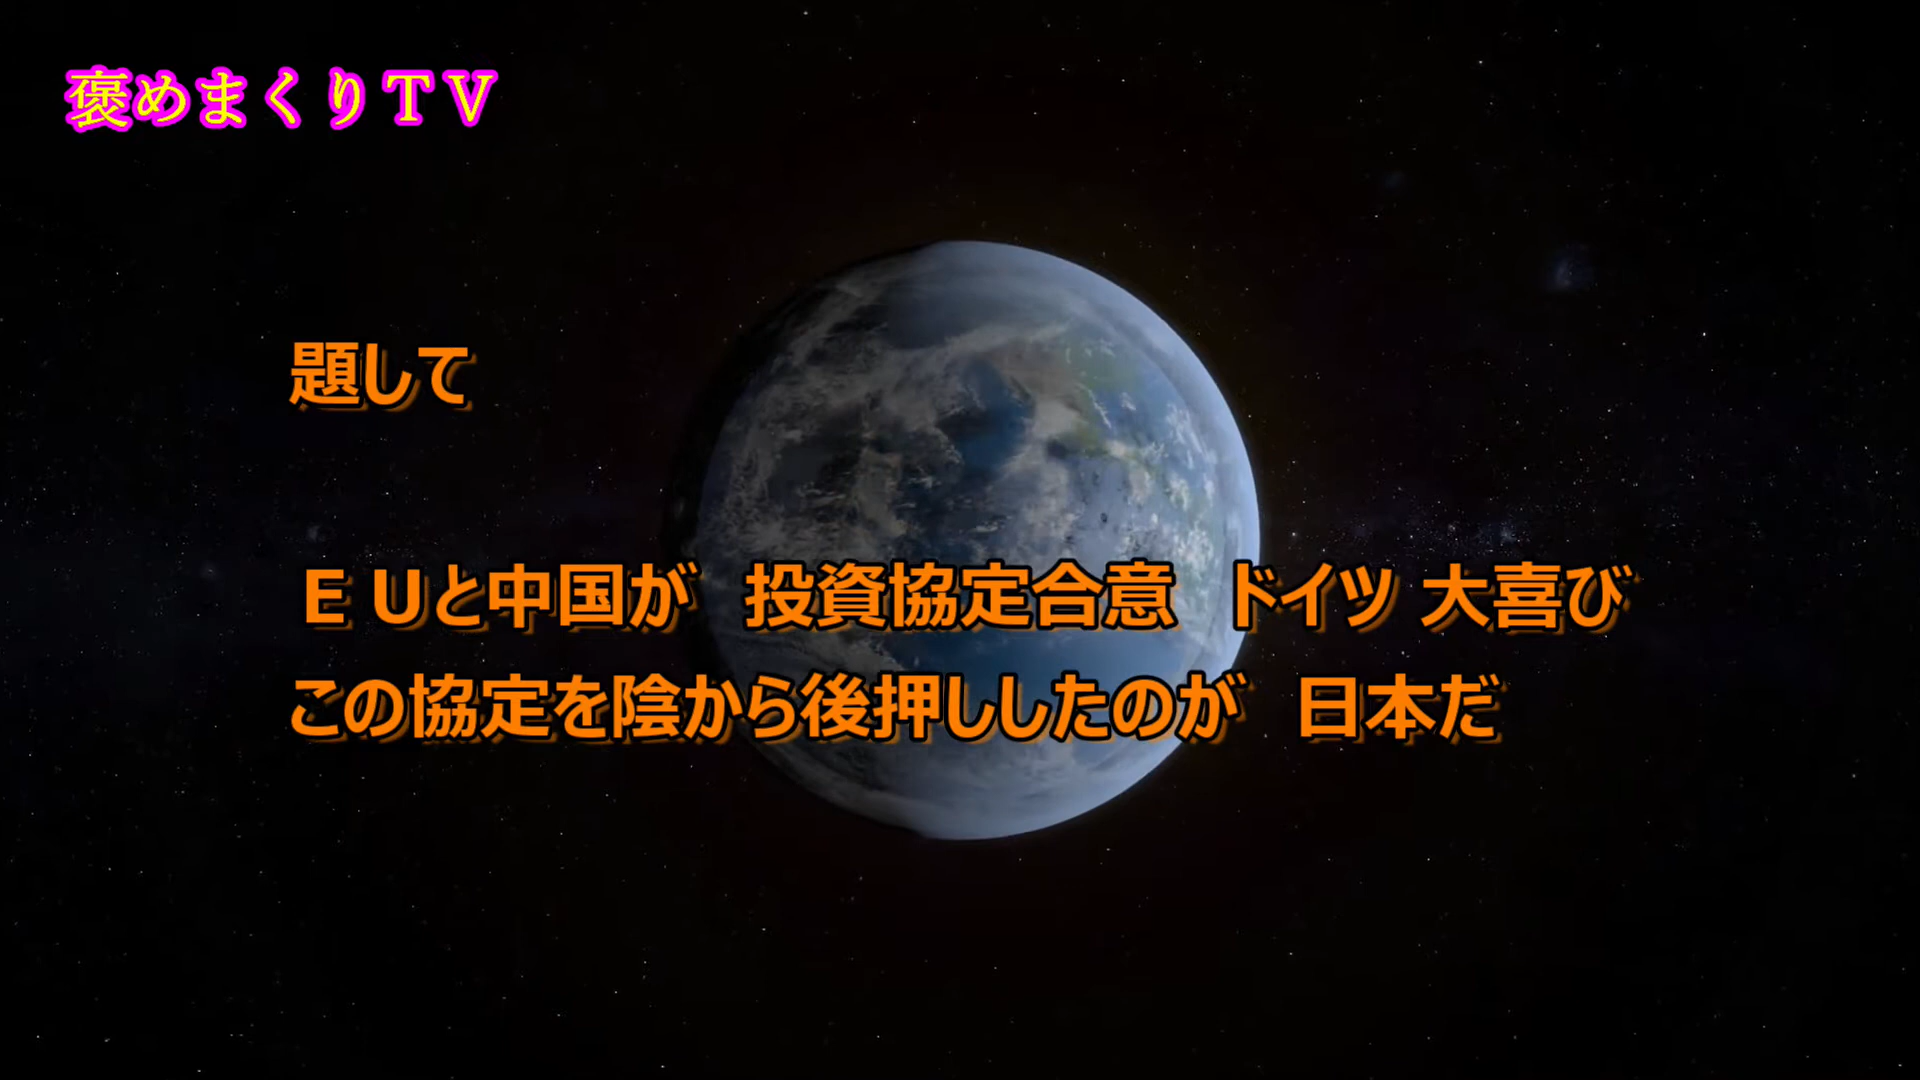 褒めまくりＴＶ
題して
ＥＵと中国が　投資協定合意　ドイツ 大喜び
この協定を陰から後押ししたのが　日本だ